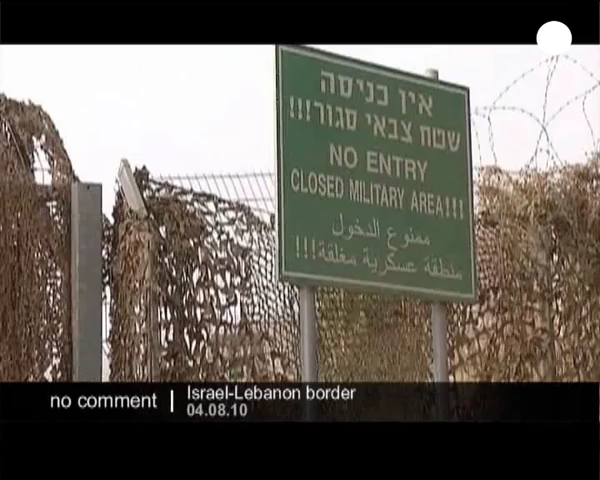 אין כניסה
שטח צבאי סגור!!!
NO ENTRY
CLOSED MILITARY AREA!!!
ممنوع الدخول
منطقة عسكرية مغلقة!!!
no comment | Israel-Lebanon border
04.08.10